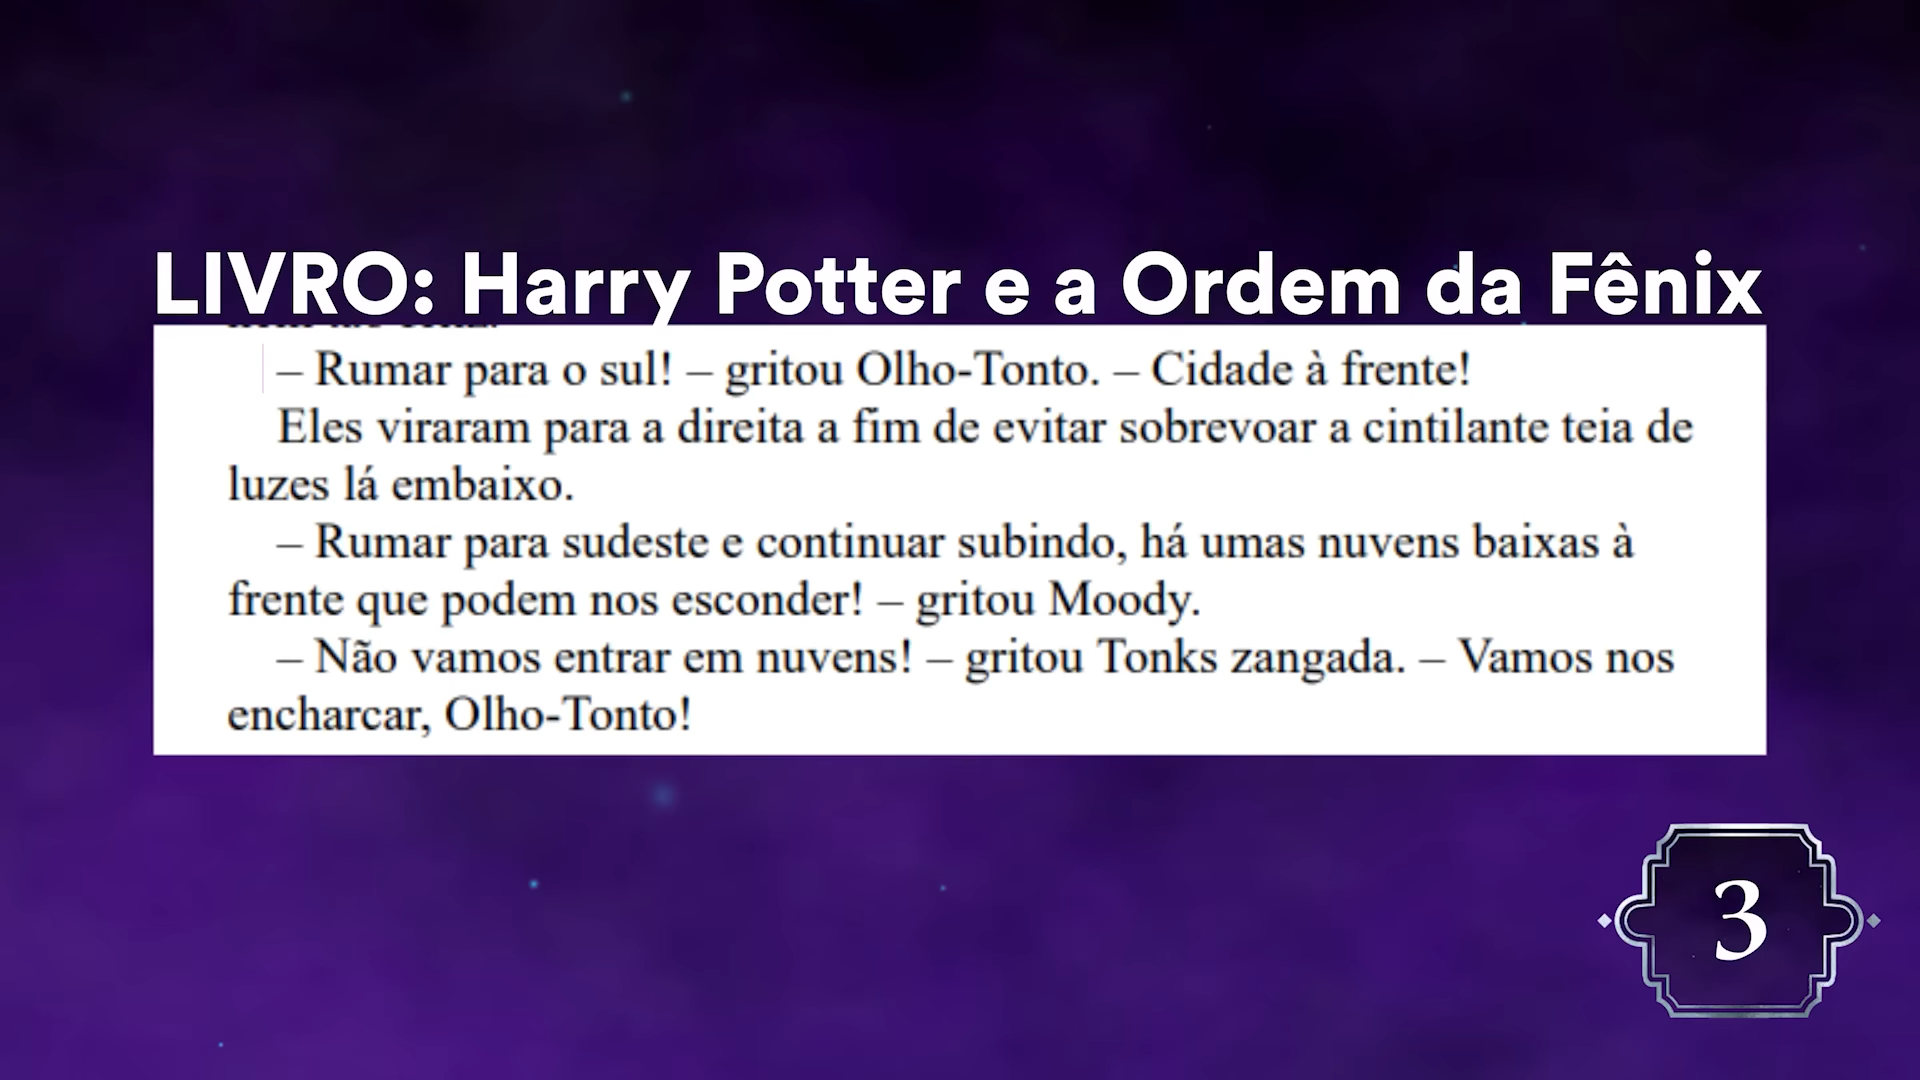 LIVRO: Harry Potter e a Ordem da Fênix
– Rumar para o sul! – gritou Olho-Tonto. – Cidade à frente!
Eles viraram para a direita a fim de evitar sobrevoar a cintilante teia de
luzes lá embaixo.
– Rumar para sudeste e continuar subindo, há umas nuvens baixas à
frente que podem nos esconder! – gritou Moody.
– Não vamos entrar em nuvens! – gritou Tonks zangada. – Vamos nos
encharcar, Olho-Tonto!
3